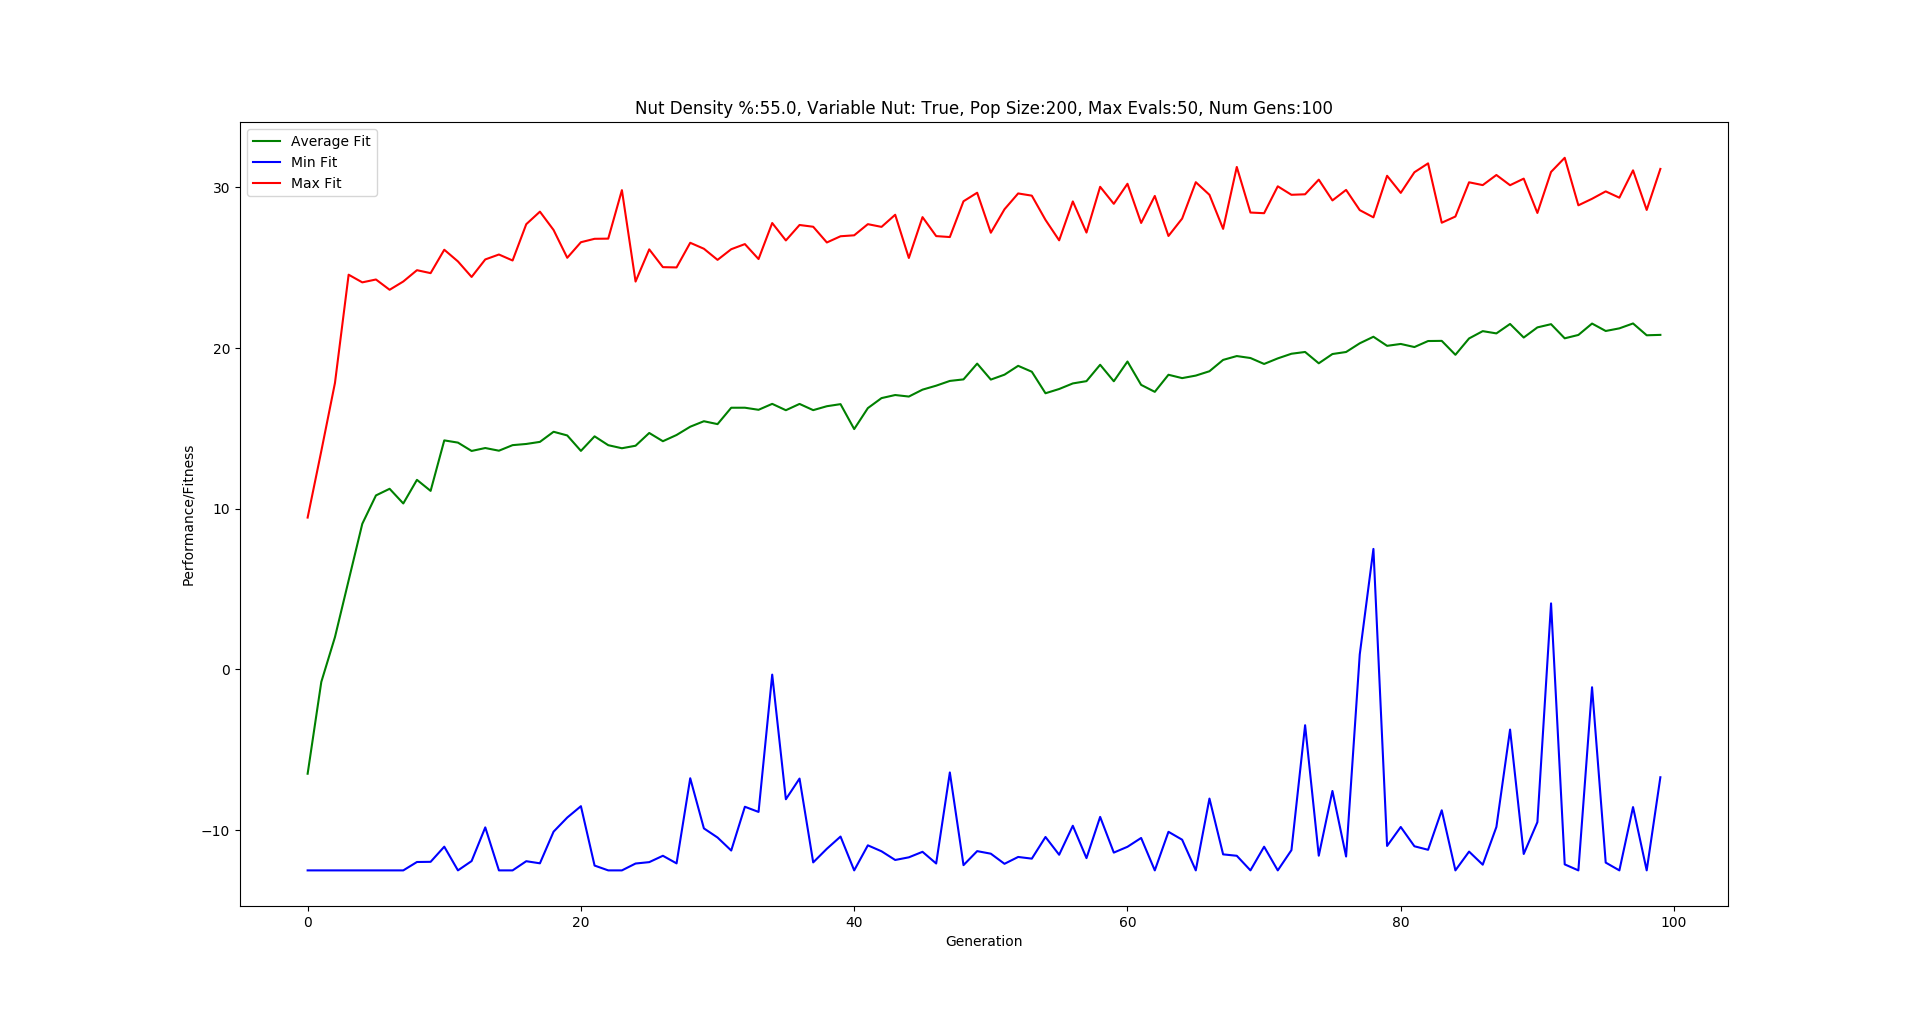 Nut Density %:55.0, Variable Nut: True, Pop Size:200, Max Evals:50, Num Gens:100
Average Fit
Min Fit
Max Fit
30
20
10
0
−10
Performance/Fitness
0 20 40 60 80 100
Generation